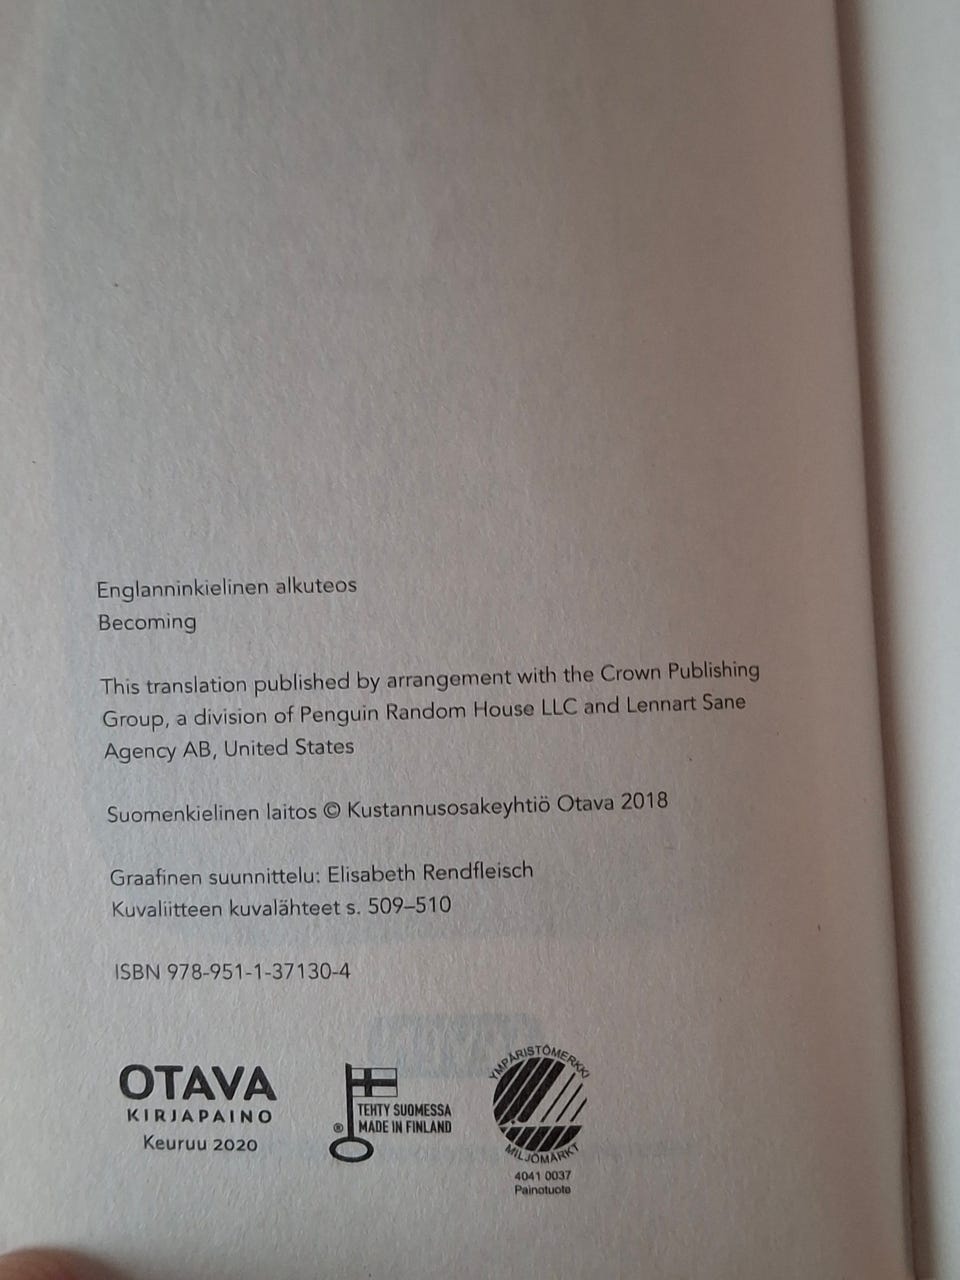 Englanninkielinen alkuteos
Becoming
This translation published by arrangement with the Crown Publishing
Group, a division of Penguin Random House LLC and Lennart Sane
Agency AB, United States
Suomenkielinen laitos © Kustannusosakeyhtiö Otava 2018
Graafinen suunnittelu: Elisabeth Rendfleisch
Kuvaliitteen kuvalähteet s. 509–510
ISBN 978-951-1-37130-4
OTAVA
KIRJAPAINO
Keuruu 2020
TEHTY SUOMESSA
® MADE IN FINLAND
YMPÄRISTÖMERKKI
MILJÖMÄRKT
4041 0037
Painotuote